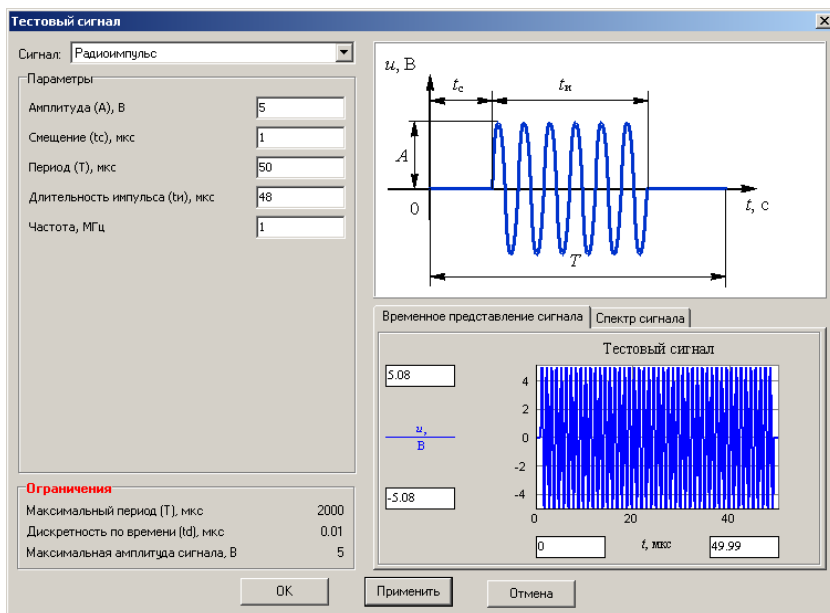 Тестовый сигнал
Сигнал: Радиоимпульс
Параметры
Амплитуда (А), В 5
Смещение (tc), мкс 1
Период (Т), мкс 50
Длительность импульса (tи), мкс 48
Частота, МГц 1
Ограничения
Максимальный период (Т), мкс 2000
Дискретность по времени (td), мкс 0.01
Максимальная амплитуда сигнала, В 5
u, В
tс
tи
A
0
t, с
T
Временное представление сигнала
Спектр сигнала
Тестовый сигнал
5.08
u,
В
-5.08
4
2
0
-2
-4
0 20 40
0 t, мкс 49.99
OK
Применить
Отмена